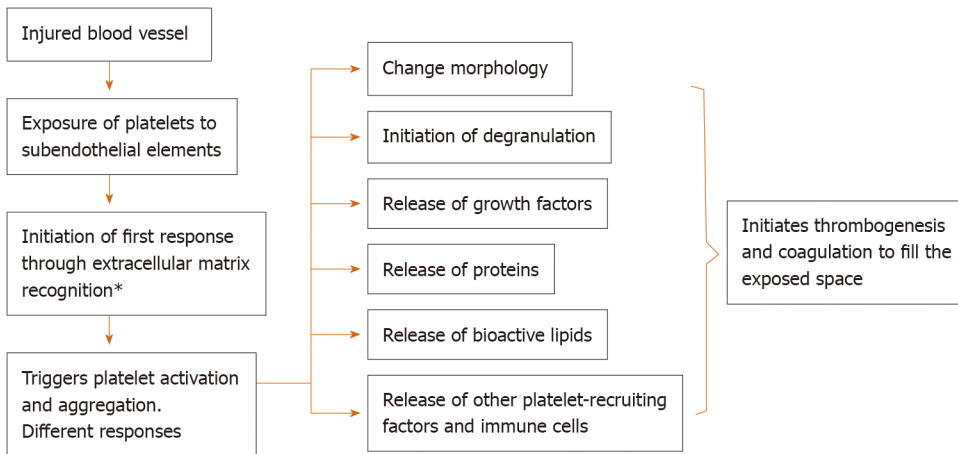 Injured blood vessel
Exposure of platelets to
subendothelial elements
Initiation of first response
through extracellular matrix
recognition*
Triggers platelet activation
and aggregation.
Different responses
Change morphology
Initiation of degranulation
Release of growth factors
Release of proteins
Release of bioactive lipids
Release of other platelet-recruiting
factors and immune cells
Initiates thrombogenesis
and coagulation to fill the
exposed space